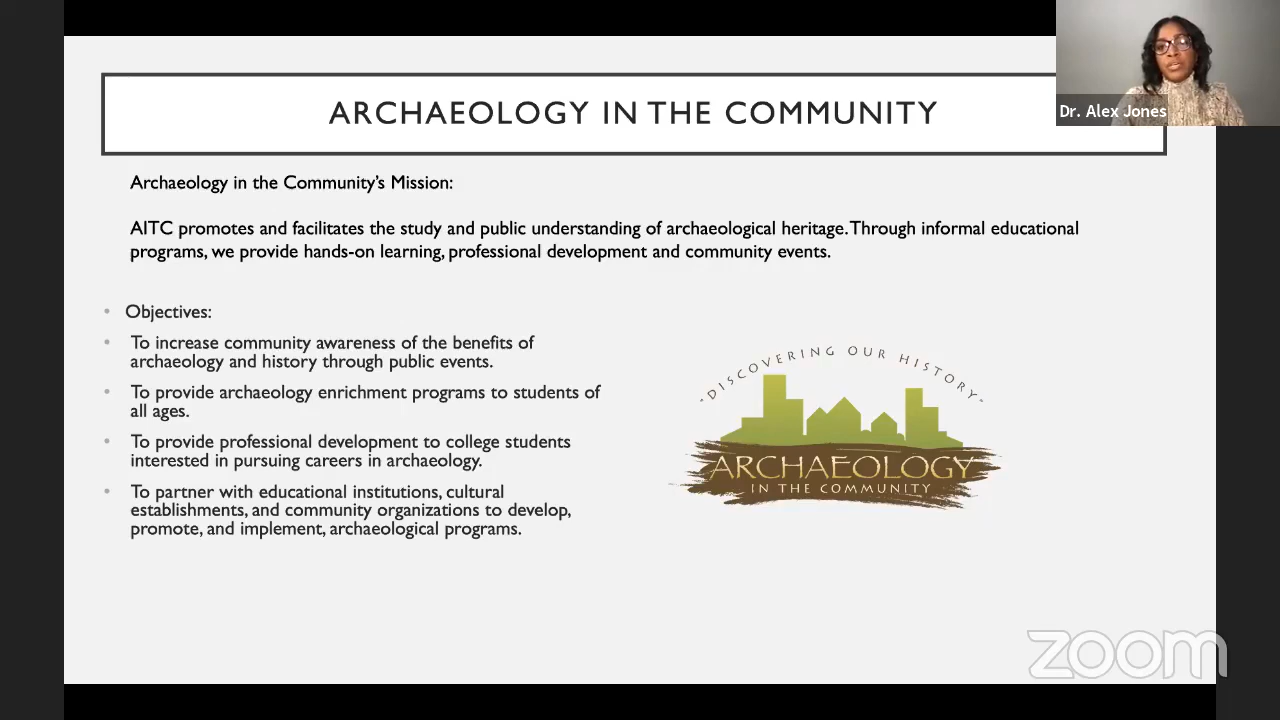 ARCHAEOLOGY IN THE COMMUNITY
Dr. Alex Jones
Archaeology in the Community's Mission:
AITC promotes and facilitates the study and public understanding of archaeological heritage. Through informal educational
programs, we provide hands-on learning, professional development and community events.
• Objectives:
• To increase community awareness of the benefits of
archaeology and history through public events.
• To provide archaeology enrichment programs to students of
all ages.
• To provide professional development to college students
interested in pursuing careers in archaeology.
• To partner with educational institutions, cultural
establishments, and community organizations to develop,
promote, and implement, archaeological programs.
"DISCOVERING OUR HISTORY"
ARCHAEOLOGY
IN THE COMMUNITY
zoom